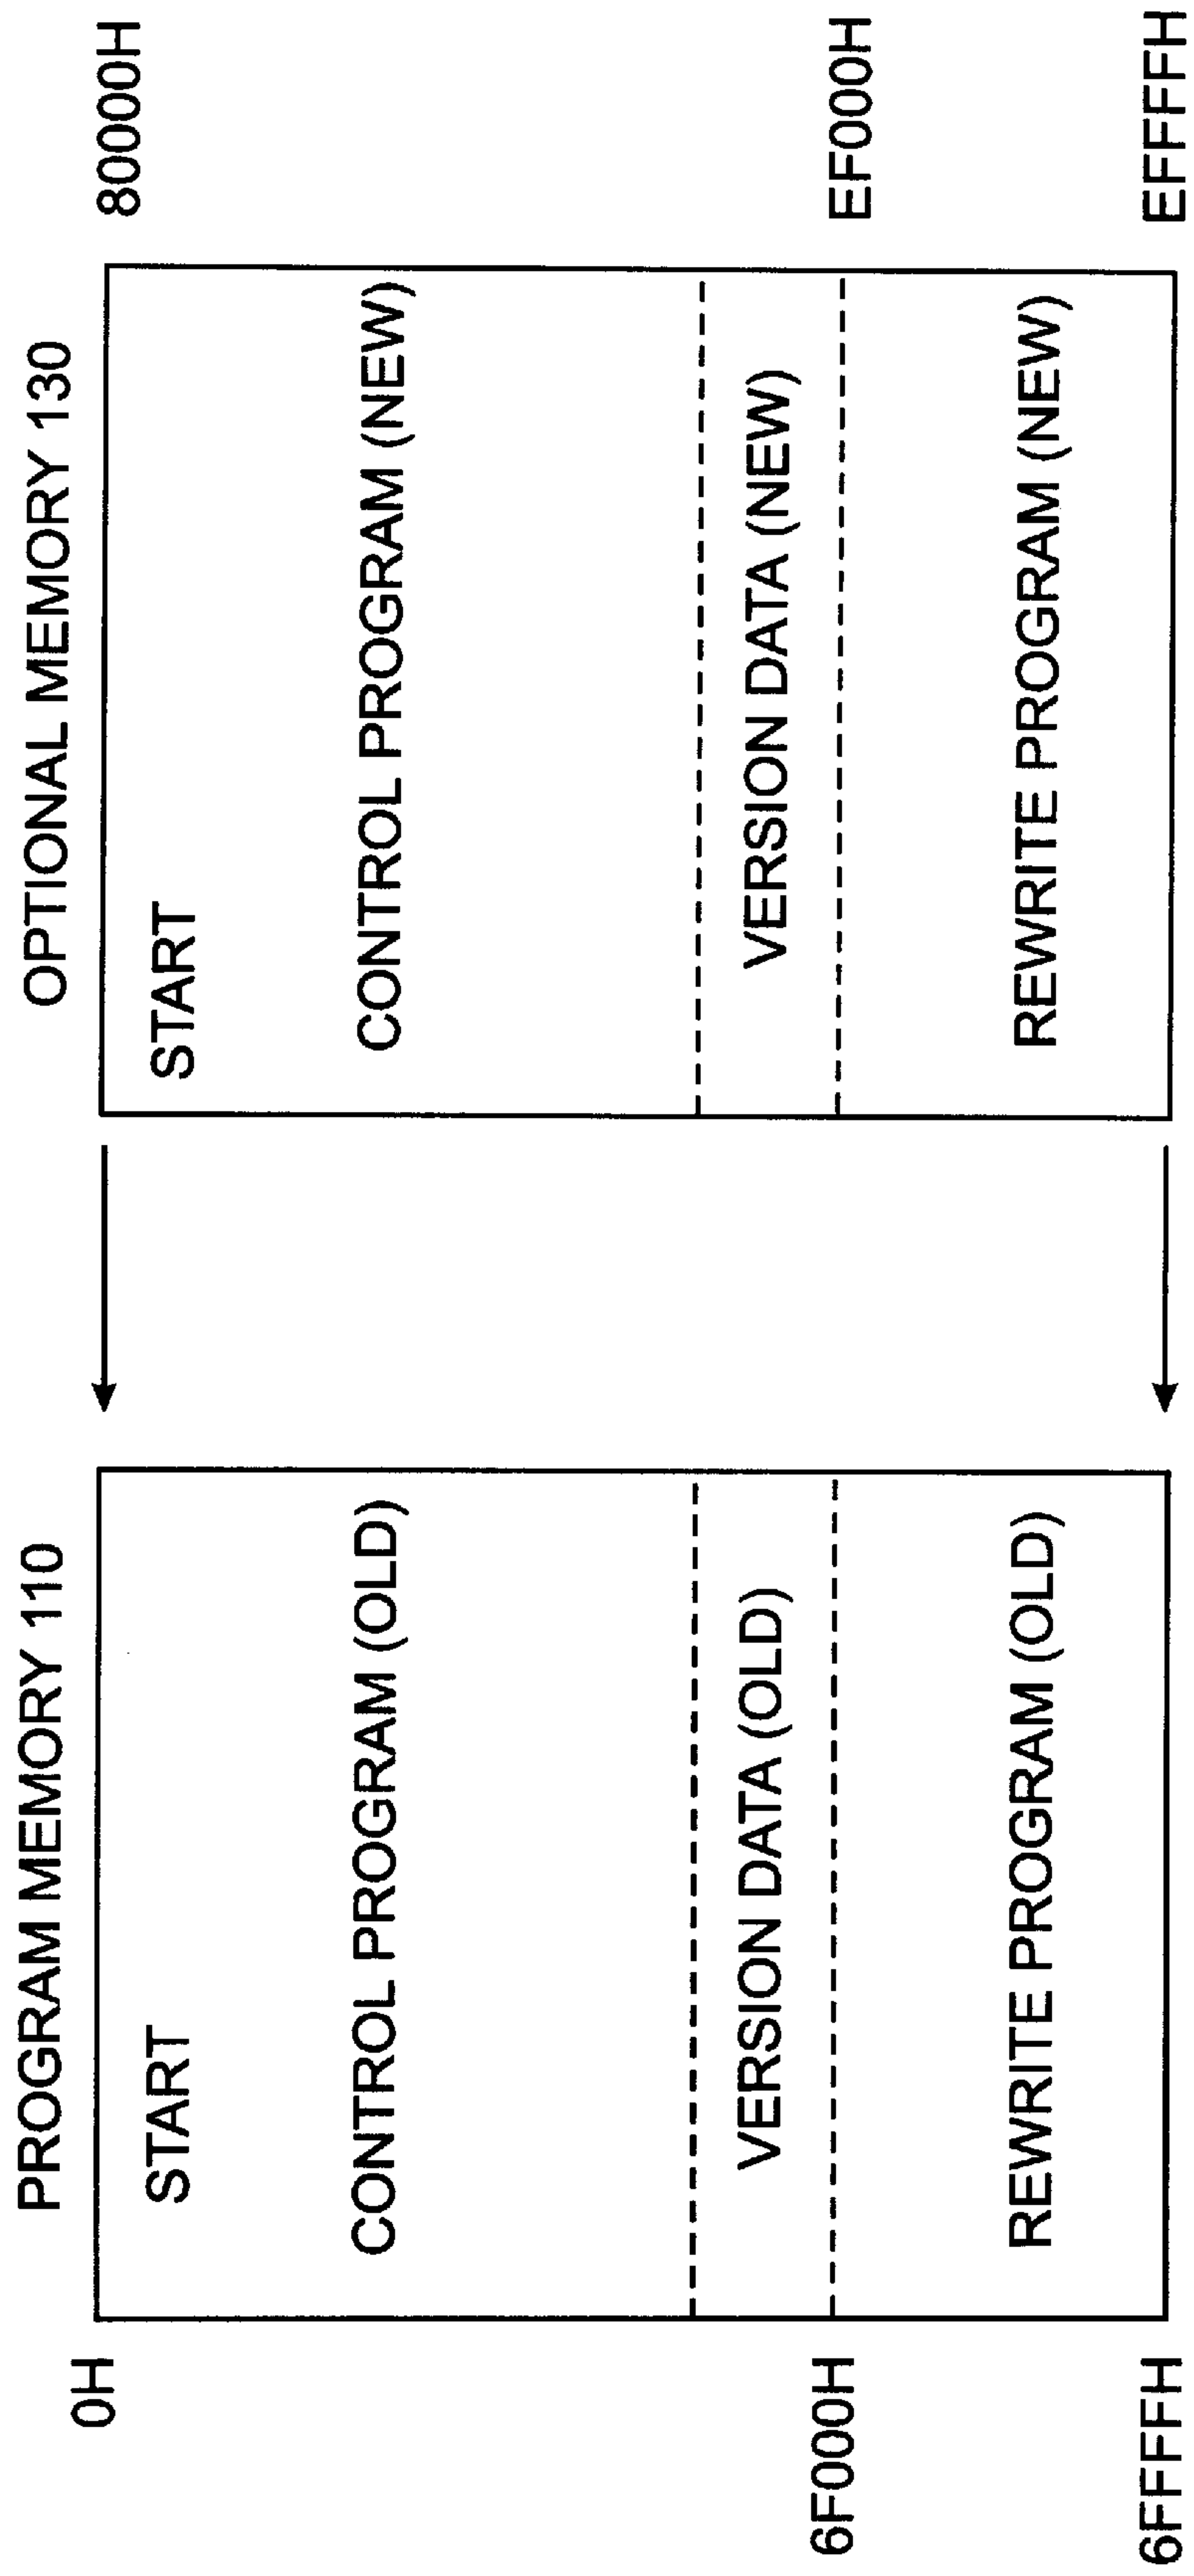 PROGRAM MEMORY 110
0H
START
CONTROL PROGRAM (OLD)
VERSION DATA (OLD)
6F000H
REWRITE PROGRAM (OLD)
6FFFFH
OPTIONAL MEMORY 130
80000H
START
CONTROL PROGRAM (NEW)
VERSION DATA (NEW)
EF000H
REWRITE PROGRAM (NEW)
EFFFFH